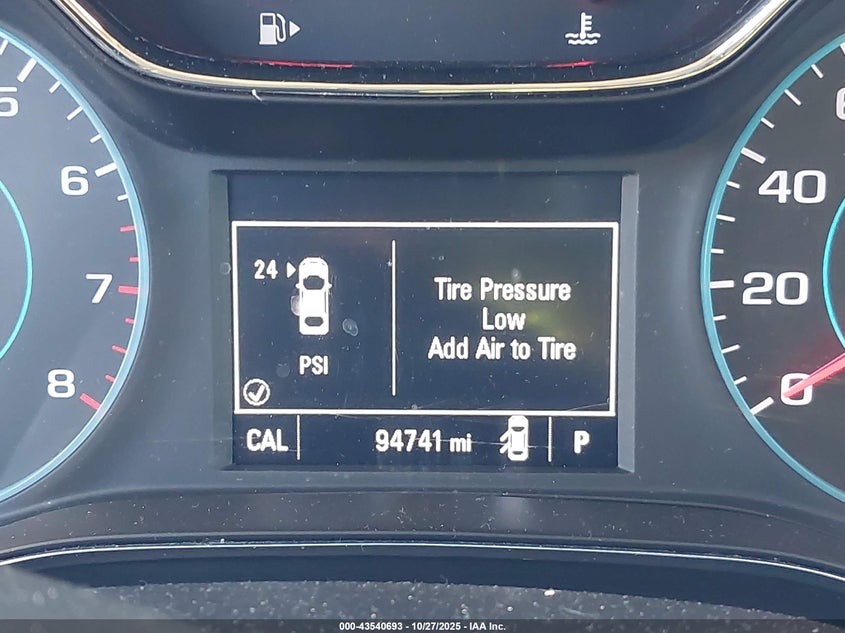 5
6
7
8
24
PSI
Tire Pressure
Low
Add Air to Tire
CAL
94741 mi
P
40
20
0
000-43540693 - 10/27/2025 - IAA Inc.